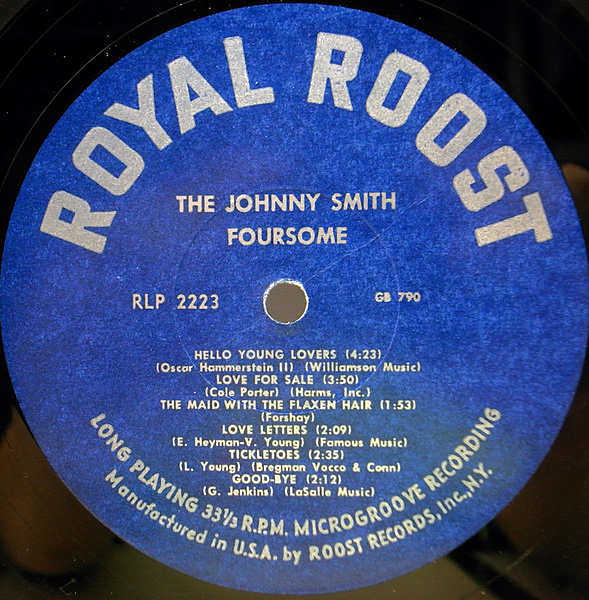 ROYAL ROOST
THE JOHNNY SMITH
FOURSOME
RLP 2223 GB 790
HELLO YOUNG LOVERS (4:23)
(Oscar Hammerstein II) (Williamson Music)
LOVE FOR SALE (3:50)
(Cole Porter) (Harms, Inc.)
THE MAID WITH THE FLAXEN HAIR (1:53)
(Forshay)
LOVE LETTERS (2:09)
(E. Heyman-V. Young) (Famous Music)
TICKLETOES (2:35)
(L. Young) (Bregman Vocco & Conn)
GOOD-BYE (2:12)
(G. Jenkins) (LaSalle Music)
LONG PLAYING 33⅓ R.P.M. MICROGROOVE RECORDING
Manufactured in U.S.A. by ROOST RECORDS, Inc., N.Y.